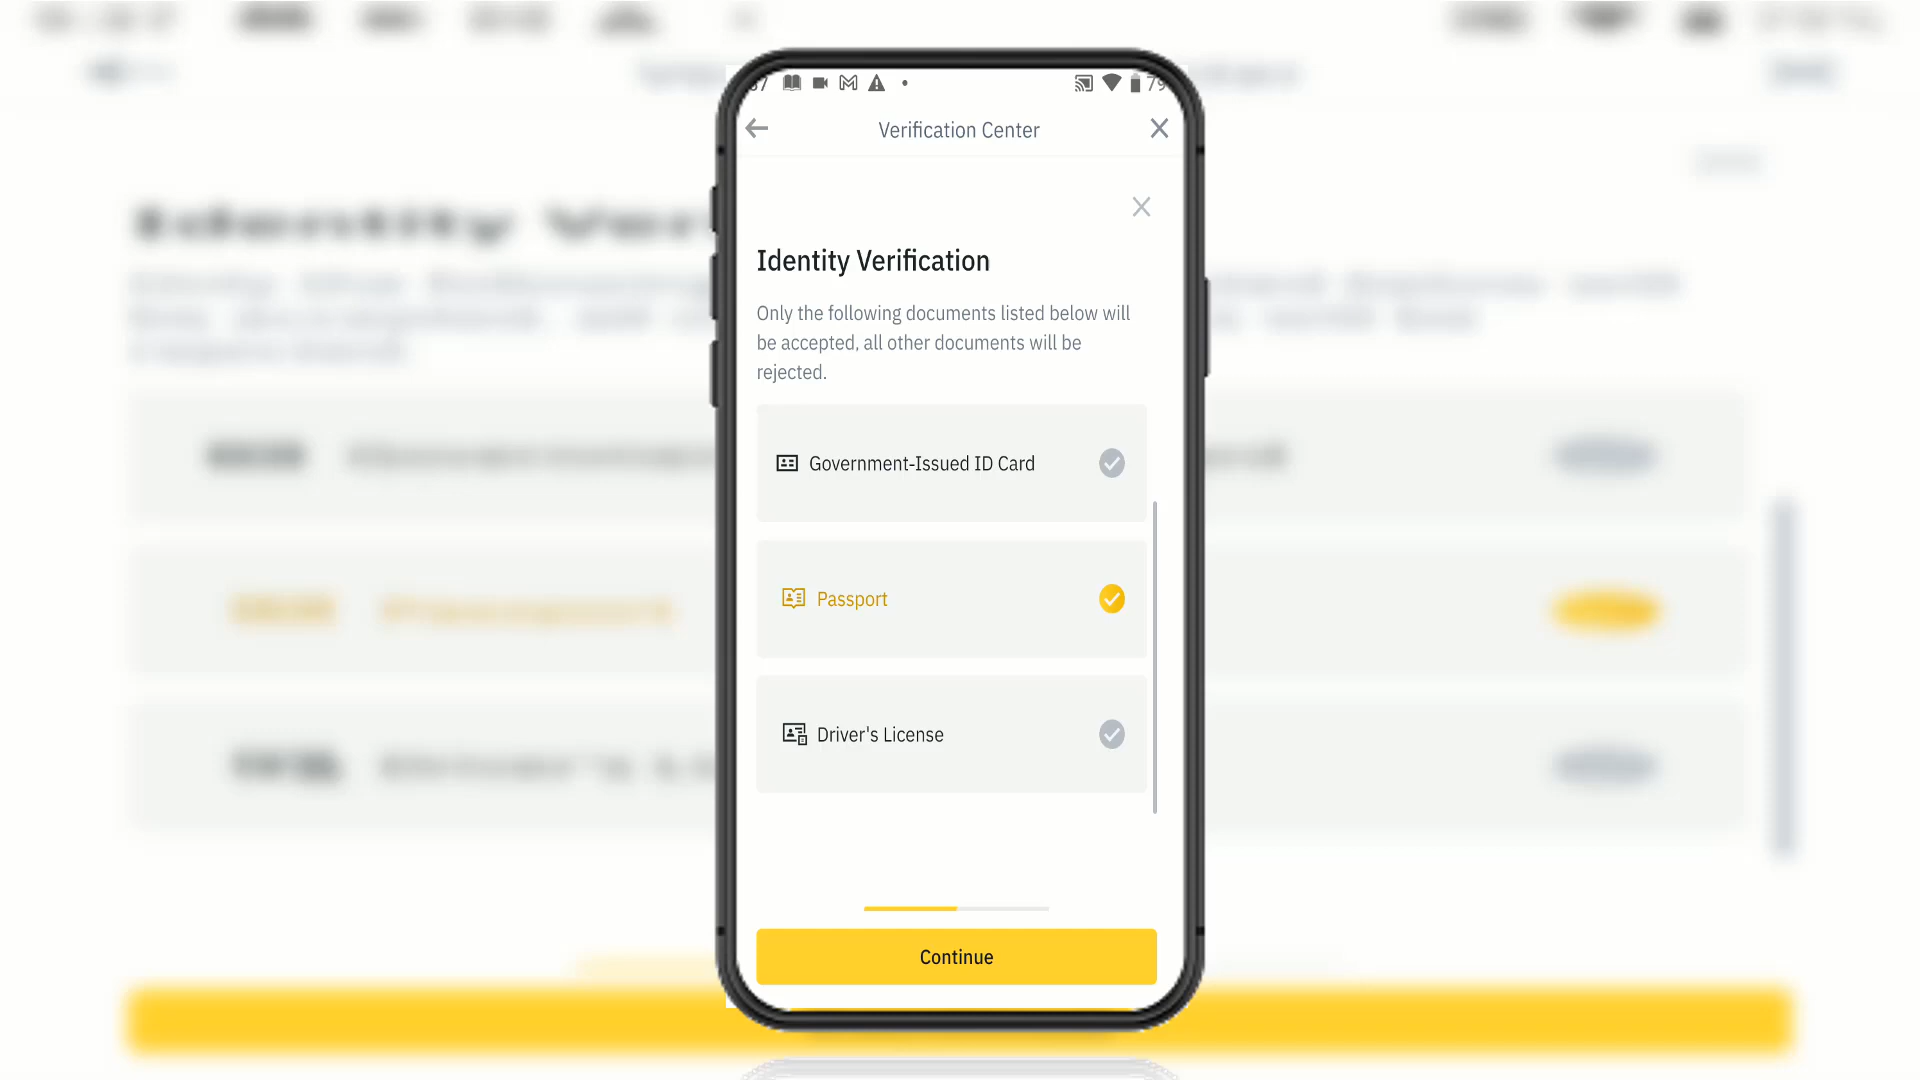 Verification Center
Identity Verification
Only the following documents listed below will
be accepted, all other documents will be
rejected.
Government-Issued ID Card
Passport
Driver's License
Continue